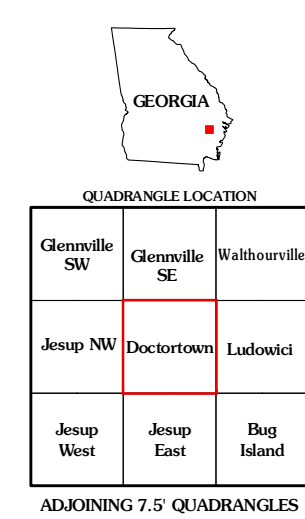 GEORGIA
QUADRANGLE LOCATION
Glennville
SW
Glennville
SE
Walthourville
Jesup NW
Doctortown
Ludowici
Jesup
West
Jesup
East
Bug
Island
ADJOINING 7.5' QUADRANGLES